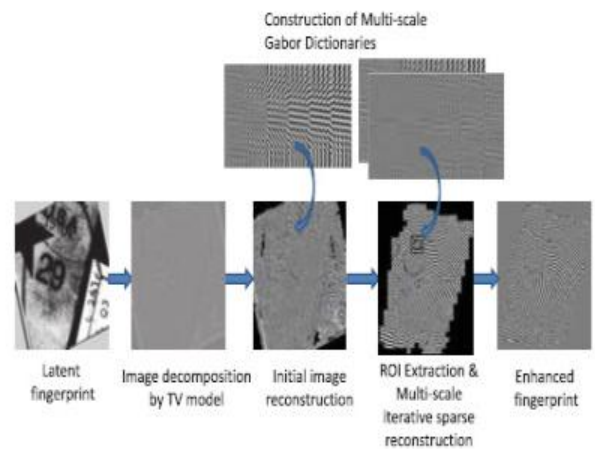 Construction of Multi-scale
Gabor Dictionaries
29
Latent
fingerprint
Image decomposition
by TV model
Initial image
reconstruction
ROI Extraction &
Multi-scale
iterative sparse
reconstruction
Enhanced
fingerprint